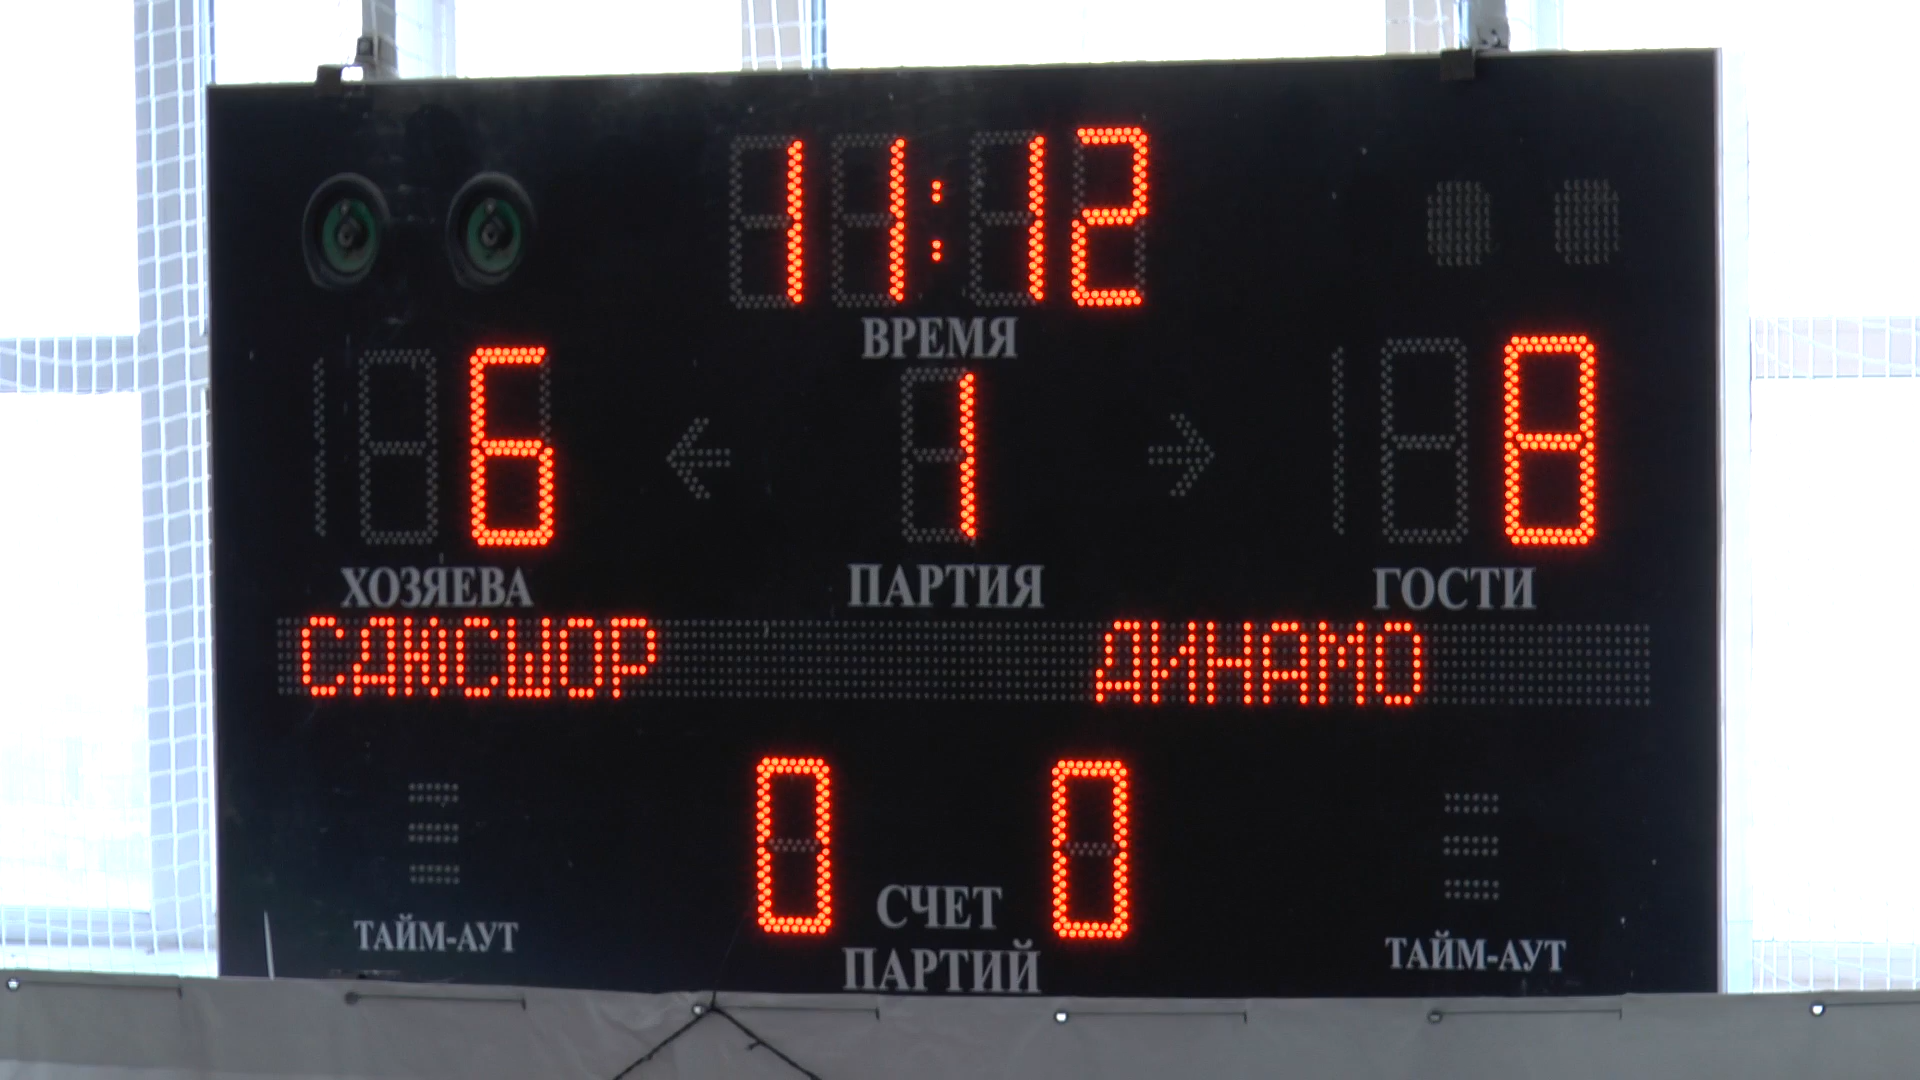 11:12
ВРЕМЯ
6 1 8
ХОЗЯЕВА ПАРТИЯ ГОСТИ
СДЮСШОР ДИНАМО
0 0
СЧЕТ
ПАРТИЙ
ТАЙМ-АУТ ТАЙМ-АУТ